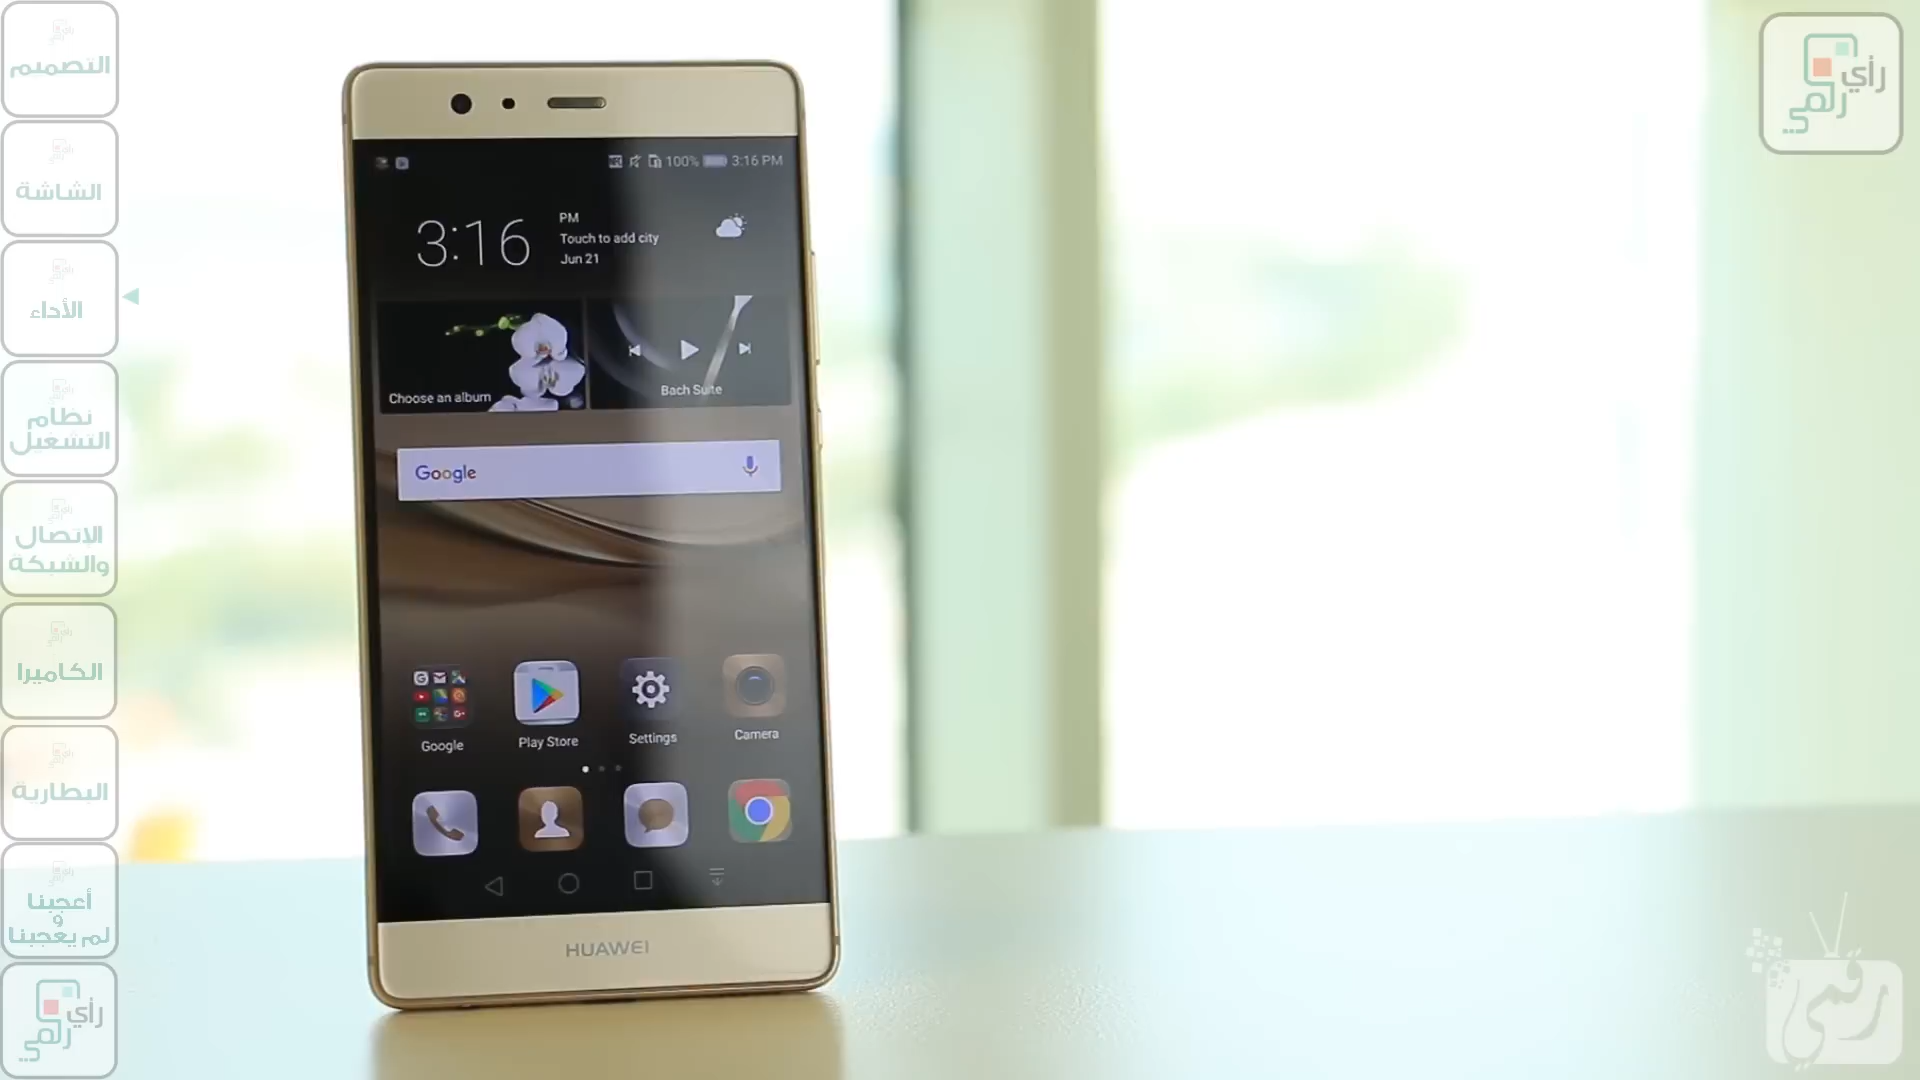 التصميم
الشاشة
الأداء
نظام
التشغيل
الإتصال
والشبكة
الكاميرا
البطارية
أعجبنا
و
لم يعجبنا
رأي
رقمي
رأي
رقمي
100% 3:16 PM
3:16
PM
Touch to add city
Jun 21
Choose an album
Bach Suite
Google
Google
Play Store
Settings
Camera
HUAWEI
رقمي